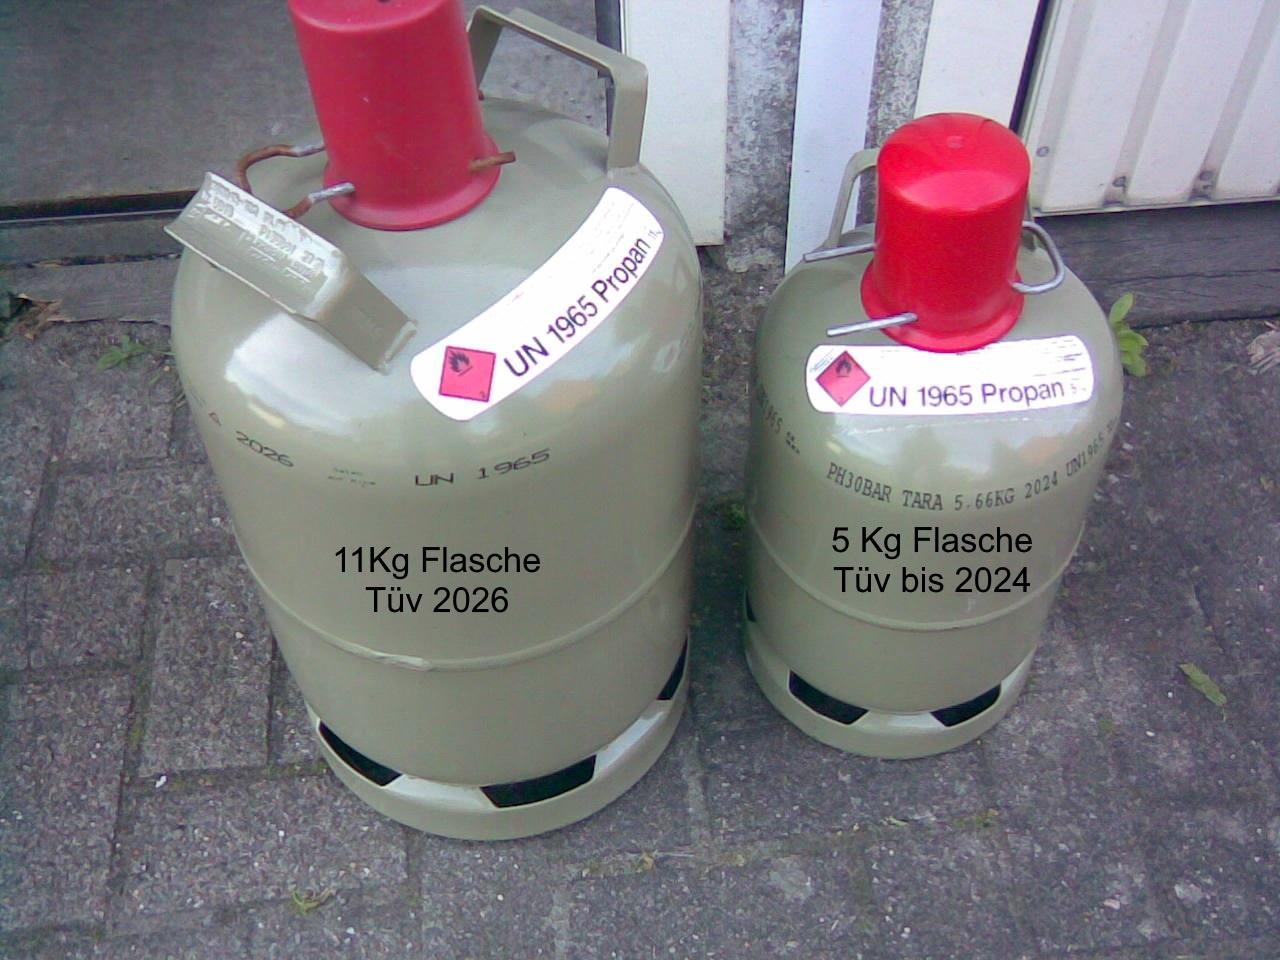 UN 1965 Propan
2026
UN 1965
11Kg Flasche
Tüv 2026
UN 1965 Propan
PH30BAR TARA 5.66KG 2024 UN1965
5 Kg Flasche
Tüv bis 2024